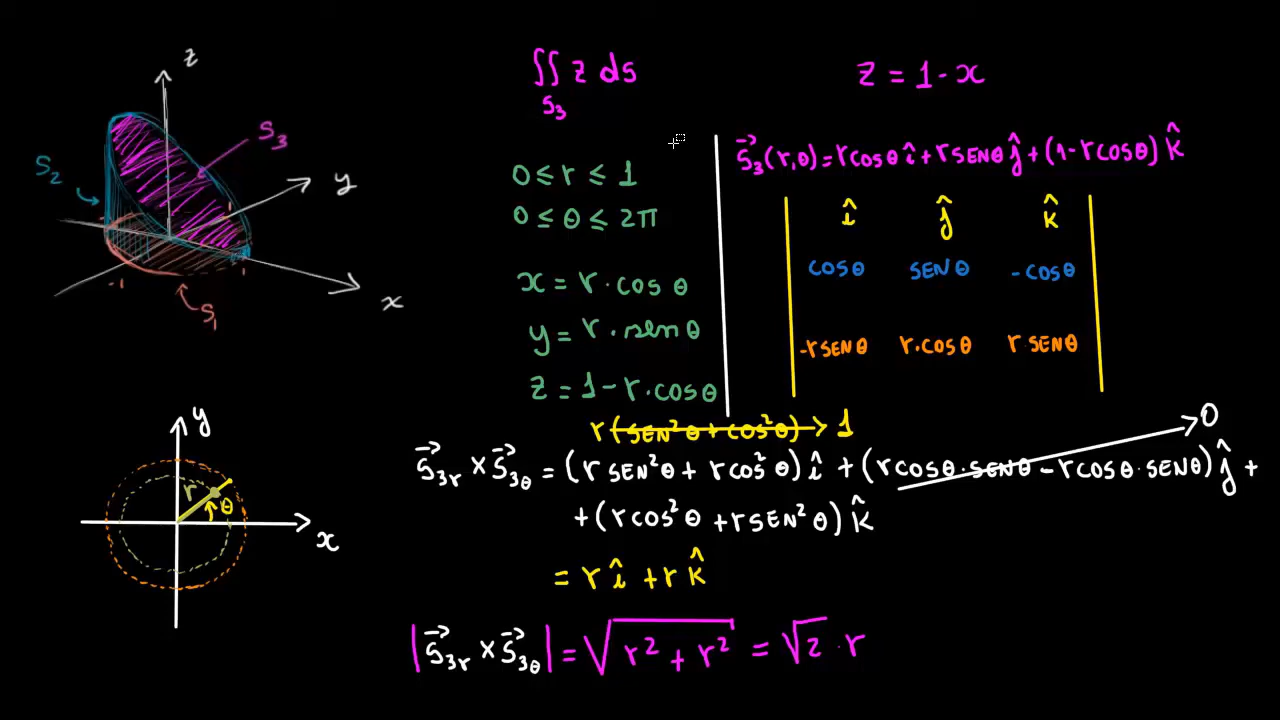 z
S₃
y
S₂
-1
S₁
x
y
r
θ
x
∬ z ds
S₃
z = 1 - x
0 ≤ r ≤ 1
0 ≤ θ ≤ 2π
x = r · cos θ
y = r · sen θ
z = 1 - r · cos θ
S⃗₃(r,θ) = r cos θ î + r SEN θ ĵ + (1 - r cos θ) k̂
î ĵ k̂
cos θ SEN θ - cos θ
-r SEN θ r · cos θ r SEN θ
r (SEN² θ + cos² θ) → 1
0
S⃗₃r × S⃗₃θ = (r SEN² θ + r cos² θ) î + (r cos θ · SEN θ - r cos θ · SEN θ) ĵ +
+ (r cos² θ + r SEN² θ) k̂
= r î + r k̂
|S⃗₃r × S⃗₃θ| = √(r² + r²) = √2 · r